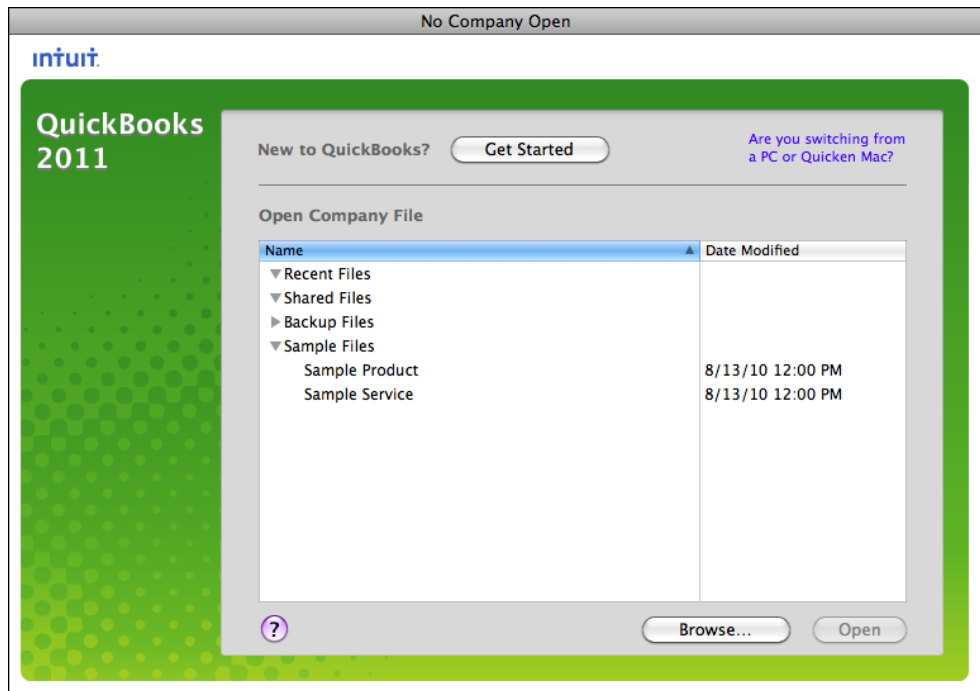 No Company Open
intuit.
QuickBooks
2011
New to QuickBooks?
Get Started
Are you switching from
a PC or Quicken Mac?
Open Company File
Name
Date Modified
Recent Files
Shared Files
Backup Files
Sample Files
Sample Product
8/13/10 12:00 PM
Sample Service
8/13/10 12:00 PM
?
Browse...
Open